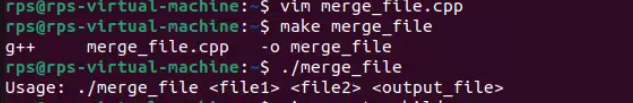 rps@rps-virtual-machine:~$ vim merge_file.cpp
rps@rps-virtual-machine:~$ make merge_file
g++     merge_file.cpp   -o merge_file
rps@rps-virtual-machine:~$ ./merge_file
Usage: ./merge_file <file1> <file2> <output_file>